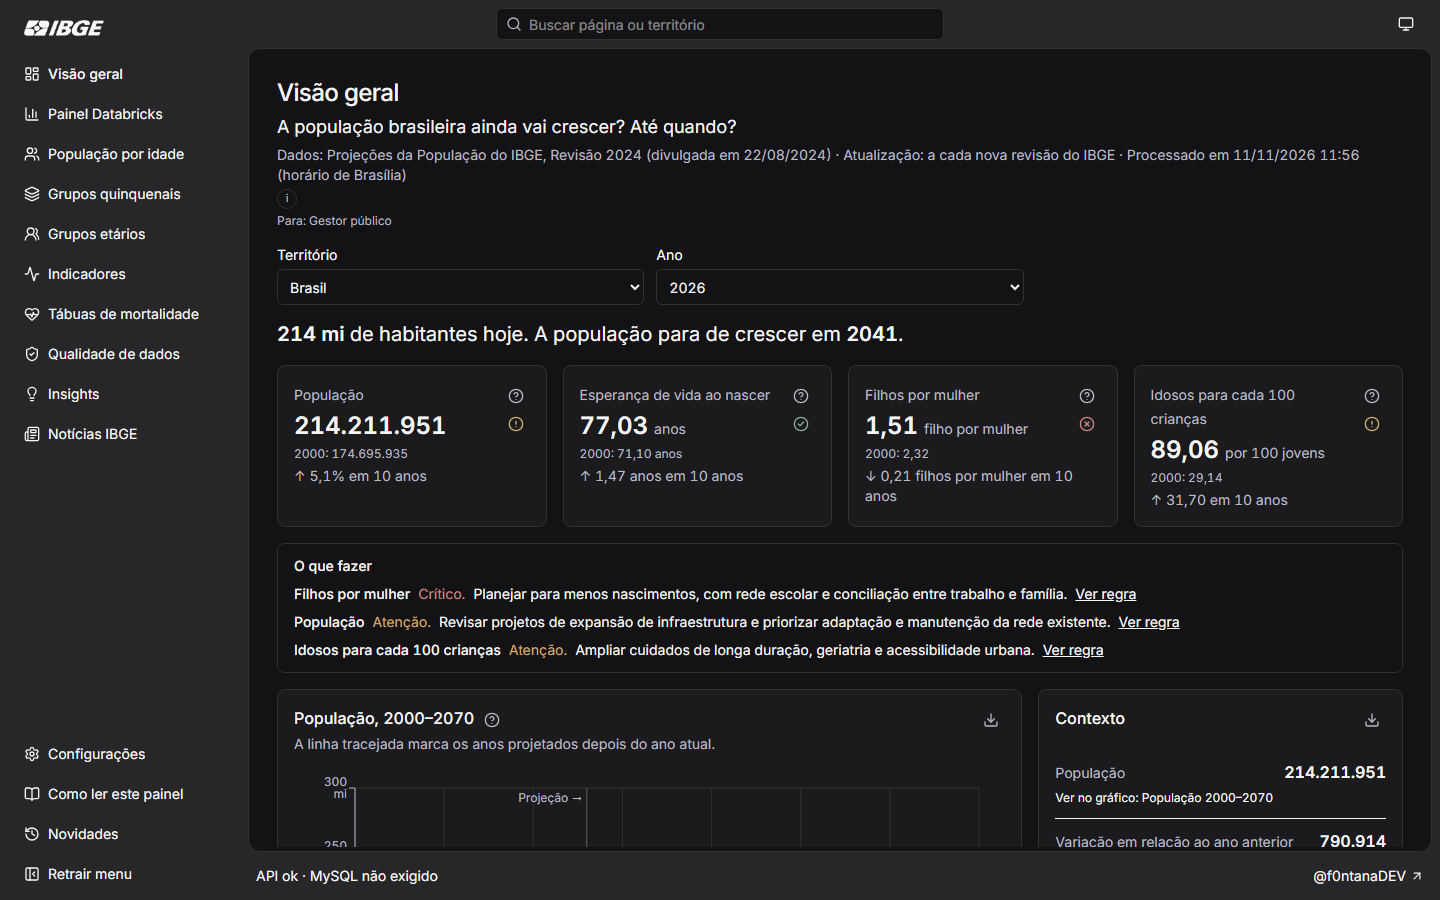 IBGE
Buscar página ou território
Visão geral
Painel Databricks
População por idade
Grupos quinquenais
Grupos etários
Indicadores
Tábuas de mortalidade
Qualidade de dados
Insights
Notícias IBGE
Configurações
Como ler este painel
Novidades
Retrair menu
Visão geral
A população brasileira ainda vai crescer? Até quando?
Dados: Projeções da População do IBGE, Revisão 2024 (divulgada em 22/08/2024) · Atualização: a cada nova revisão do IBGE · Processado em 11/11/2026 11:56
(horário de Brasília)
i
Para: Gestor público
Território
Ano
Brasil
2026
214 mi de habitantes hoje. A população para de crescer em 2041.
População
214.211.951
2000: 174.695.935
↑ 5,1% em 10 anos
Esperança de vida ao nascer
77,03 anos
2000: 71,10 anos
↑ 1,47 anos em 10 anos
Filhos por mulher
1,51 filho por mulher
2000: 2,32
↓ 0,21 filhos por mulher em 10
anos
Idosos para cada 100
crianças
89,06 por 100 jovens
2000: 29,14
↑ 31,70 em 10 anos
O que fazer
Filhos por mulher Crítico. Planejar para menos nascimentos, com rede escolar e conciliação entre trabalho e família. Ver regra
População Atenção. Revisar projetos de expansão de infraestrutura e priorizar adaptação e manutenção da rede existente. Ver regra
Idosos para cada 100 crianças Atenção. Ampliar cuidados de longa duração, geriatria e acessibilidade urbana. Ver regra
População, 2000–2070
A linha tracejada marca os anos projetados depois do ano atual.
300
mi
Projeção →
250
Contexto
População 214.211.951
Ver no gráfico: População 2000–2070
Variação em relação ao ano anterior 790.914
API ok · MySQL não exigido
@f0ntanaDEV